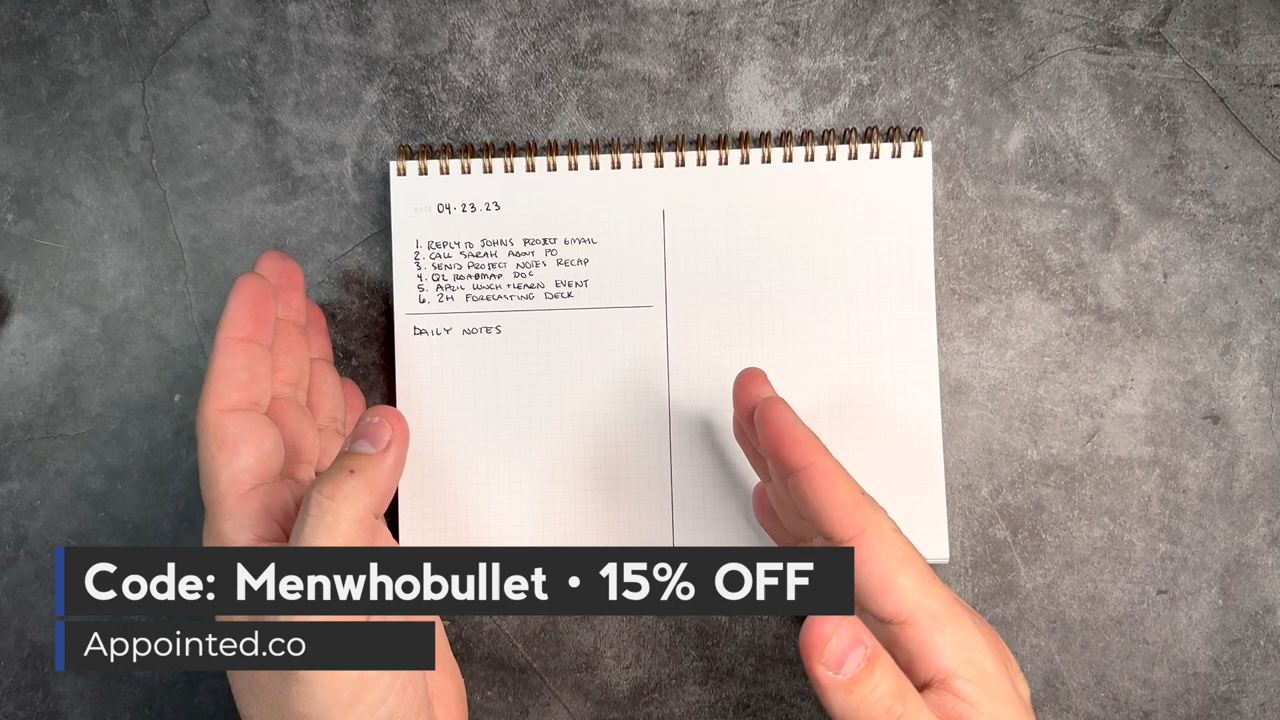 DATE 04.23.23
1. REPLY TO JOHNS PROJECT EMAIL
2. CALL SARAH ABOUT PO
3. SEND PROJECT NOTES RECAP
4. Q2 ROADMAP DOC
5. APRIL LUNCH + LEARN EVENT
6. 2H FORECASTING DECK
DAILY NOTES
Code: Menwhobullet • 15% OFF
Appointed.co